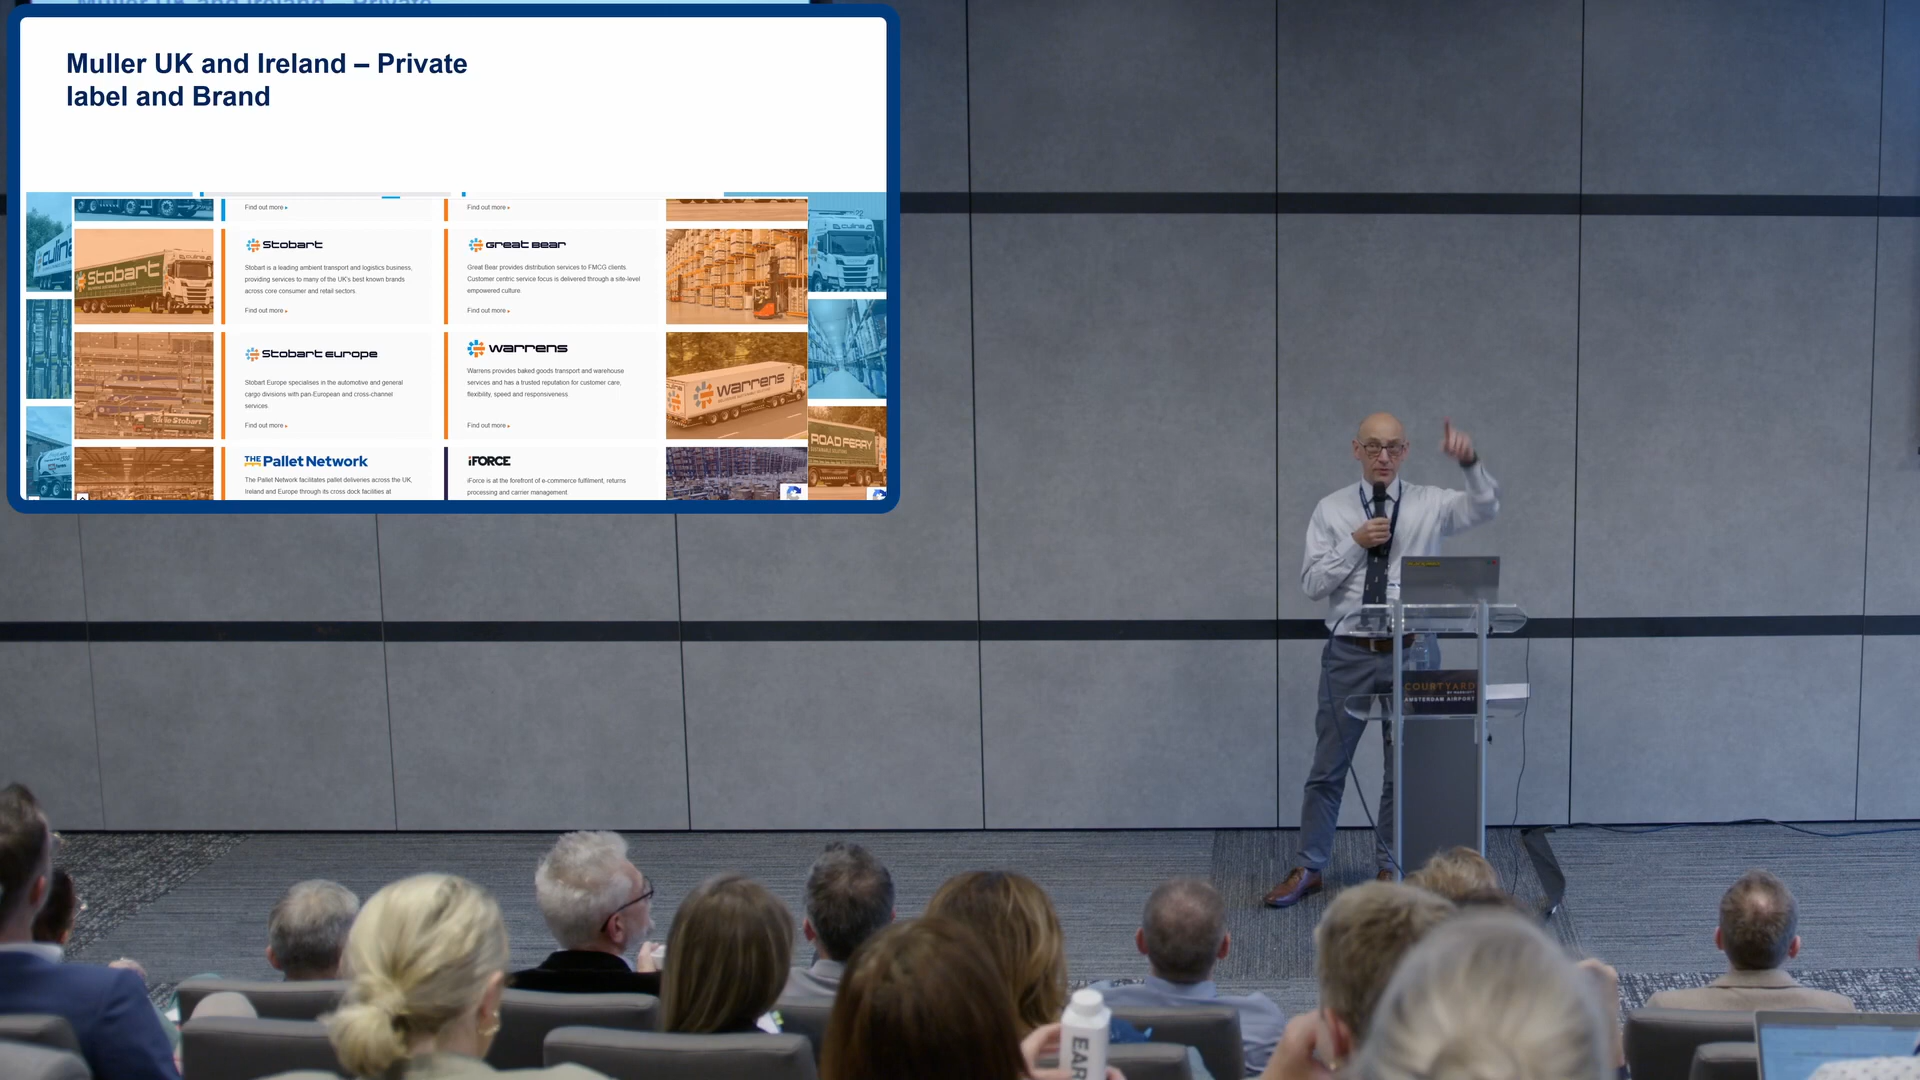 Muller UK and Ireland – Private
label and Brand
Find out more
Find out more
Stobart
Stobart is a leading ambient transport and logistics business,
providing services to many of the UK's best known brands
across core consumer and retail sectors.
Find out more
GREAT BEAR
Great Bear provides distribution services to FMCG clients.
Customer centric service focus is delivered through a site-level
empowered culture.
Find out more
Stobart
culina
Stobart europe
Stobart Europe specialises in the automotive and general
cargo divisions with pan-European and cross-channel
services.
Find out more
warrens
Warrens provides baked goods transport and warehouse
services and has a trusted reputation for customer care,
flexibility, speed and responsiveness
Find out more
warrens
Eddie Stobart
THE Pallet Network
The Pallet Network facilitates pallet deliveries across the UK,
Ireland and Europe through its cross dock facilities at
iFORCE
iForce is at the forefront of e-commerce fulfilment, returns
processing and carrier management
ROAD FERRY
COURTYARD
BY MARRIOTT
AMSTERDAM AIRPORT
EAR